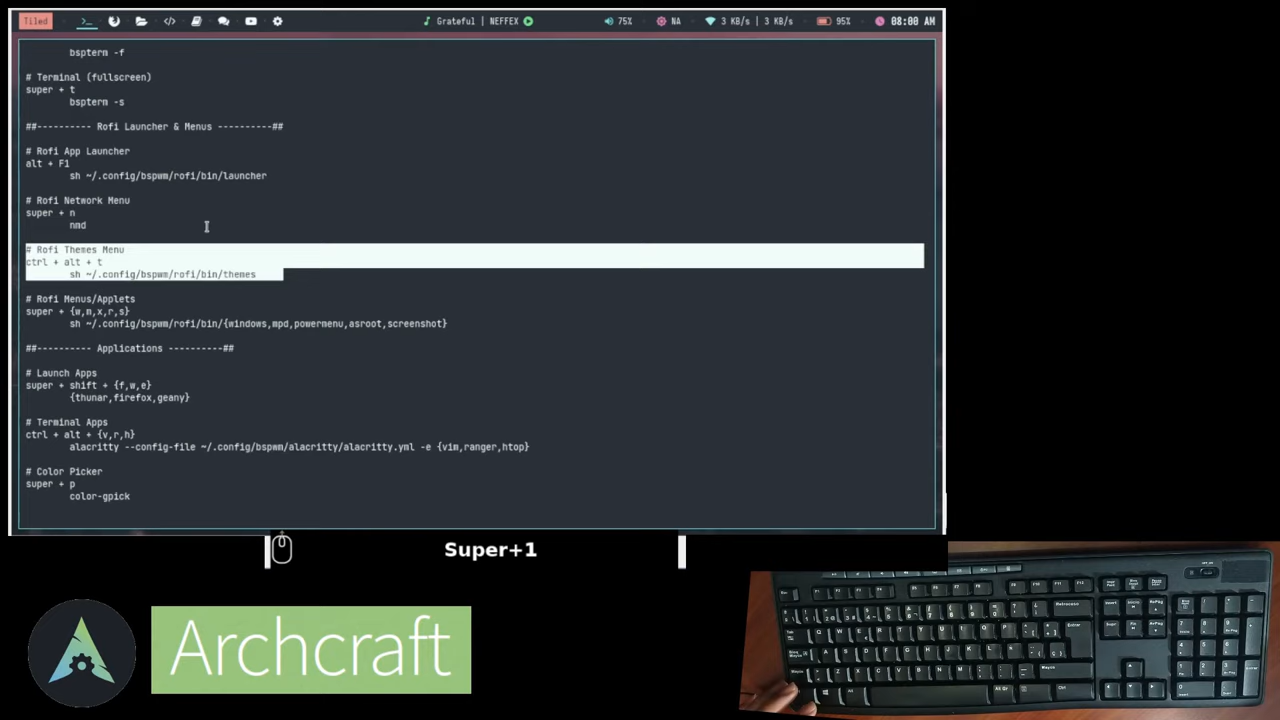 Tiled
Grateful | NEFFEX
75%
NA
3 KB/s | 3 KB/s
95%
08:00 AM
bspterm -f
# Terminal (fullscreen)
super + t
bspterm -s
##---------- Rofi Launcher & Menus ----------##
# Rofi App Launcher
alt + F1
sh ~/.config/bspwm/rofi/bin/launcher
# Rofi Network Menu
super + n
nmd
# Rofi Themes Menu
ctrl + alt + t
sh ~/.config/bspwm/rofi/bin/themes
# Rofi Menus/Applets
super + {w,m,x,r,s}
sh ~/.config/bspwm/rofi/bin/{windows,mpd,powermenu,asroot,screenshot}
##---------- Applications ----------##
# Launch Apps
super + shift + {f,w,e}
{thunar,firefox,geany}
# Terminal Apps
ctrl + alt + {v,r,h}
alacritty --config-file ~/.config/bspwm/alacritty/alacritty.yml -e {vim,ranger,htop}
# Color Picker
super + p
color-gpick
Super+1
Archcraft